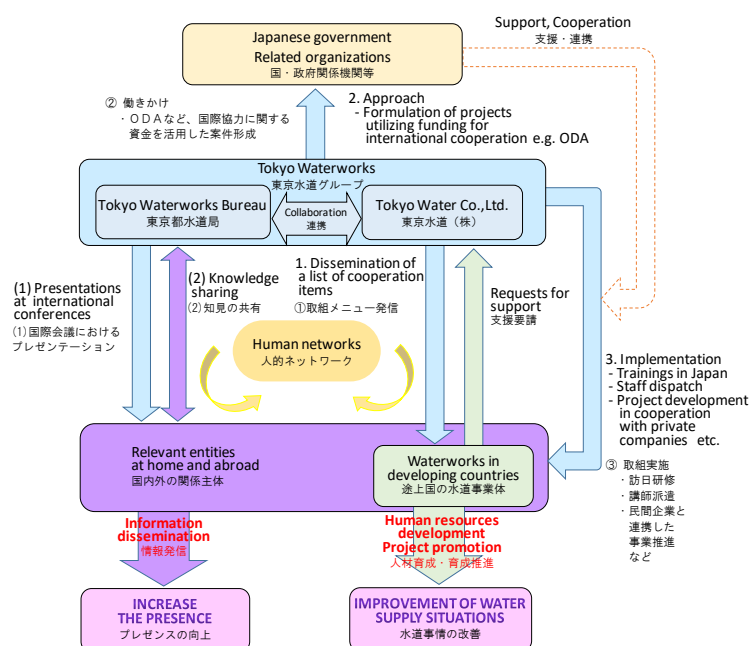 Japanese government
Related organizations
国・政府関係機関等
Support, Cooperation
支援・連携
② 働きかけ
・ＯＤＡなど、国際協力に関する
資金を活用した案件形成
2. Approach
- Formulation of projects
utilizing funding for
international cooperation e.g. ODA
Tokyo Waterworks
東京水道グループ
Tokyo Waterworks Bureau
東京都水道局
Collaboration
連携
Tokyo Water Co.,Ltd.
東京水道（株）
(1) Presentations
at international
conferences
(1) 国際会議における
プレゼンテーション
(2) Knowledge
sharing
(2) 知見の共有
1. Dissemination of
a list of cooperation
items
①取組メニュー発信
Requests for
support
支援要請
Human networks
人的ネットワーク
3. Implementation
- Trainings in Japan
- Staff dispatch
- Project development
in cooperation
with private
companies etc.
③ 取組実施
・訪日研修
・講師派遣
・民間企業と
連携した
事業推進
など
Relevant entities
at home and abroad
国内外の関係主体
Waterworks in
developing countries
途上国の水道事業体
Information
dissemination
情報発信
Human resources
development
Project promotion
人材育成・育成推進
INCREASE
THE PRESENCE
プレゼンスの向上
IMPROVEMENT OF WATER
SUPPLY SITUATIONS
水道事情の改善